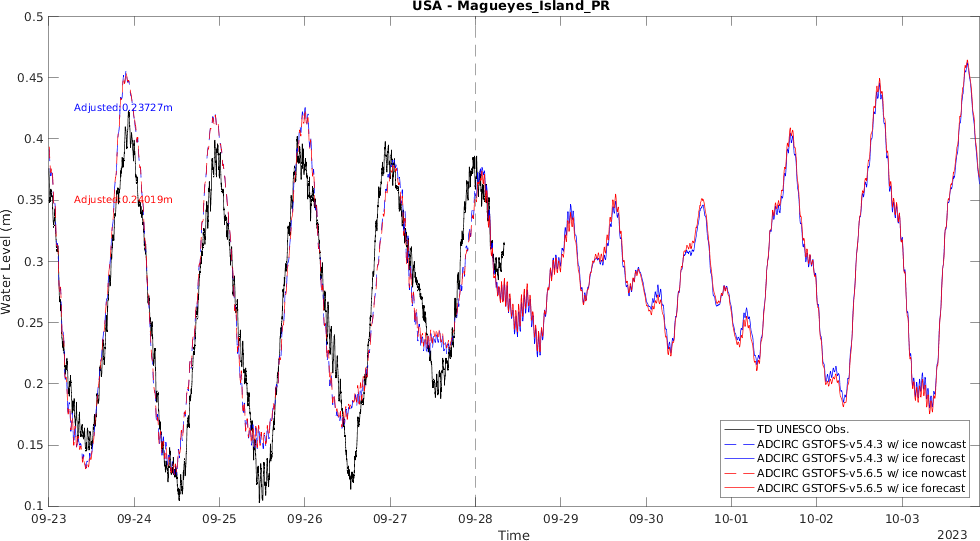 USA - Magueyes_Island_PR
0.5
0.45
0.4
0.35
0.3
0.25
0.2
0.15
0.1
Water Level (m)
Adjusted:0.23727m
Adjusted:0.24019m
TD UNESCO Obs.
ADCIRC GSTOFS-v5.4.3 w/ ice nowcast
ADCIRC GSTOFS-v5.4.3 w/ ice forecast
ADCIRC GSTOFS-v5.6.5 w/ ice nowcast
ADCIRC GSTOFS-v5.6.5 w/ ice forecast
09-23 09-24 09-25 09-26 09-27 09-28 09-29 09-30 10-01 10-02 10-03
Time
2023